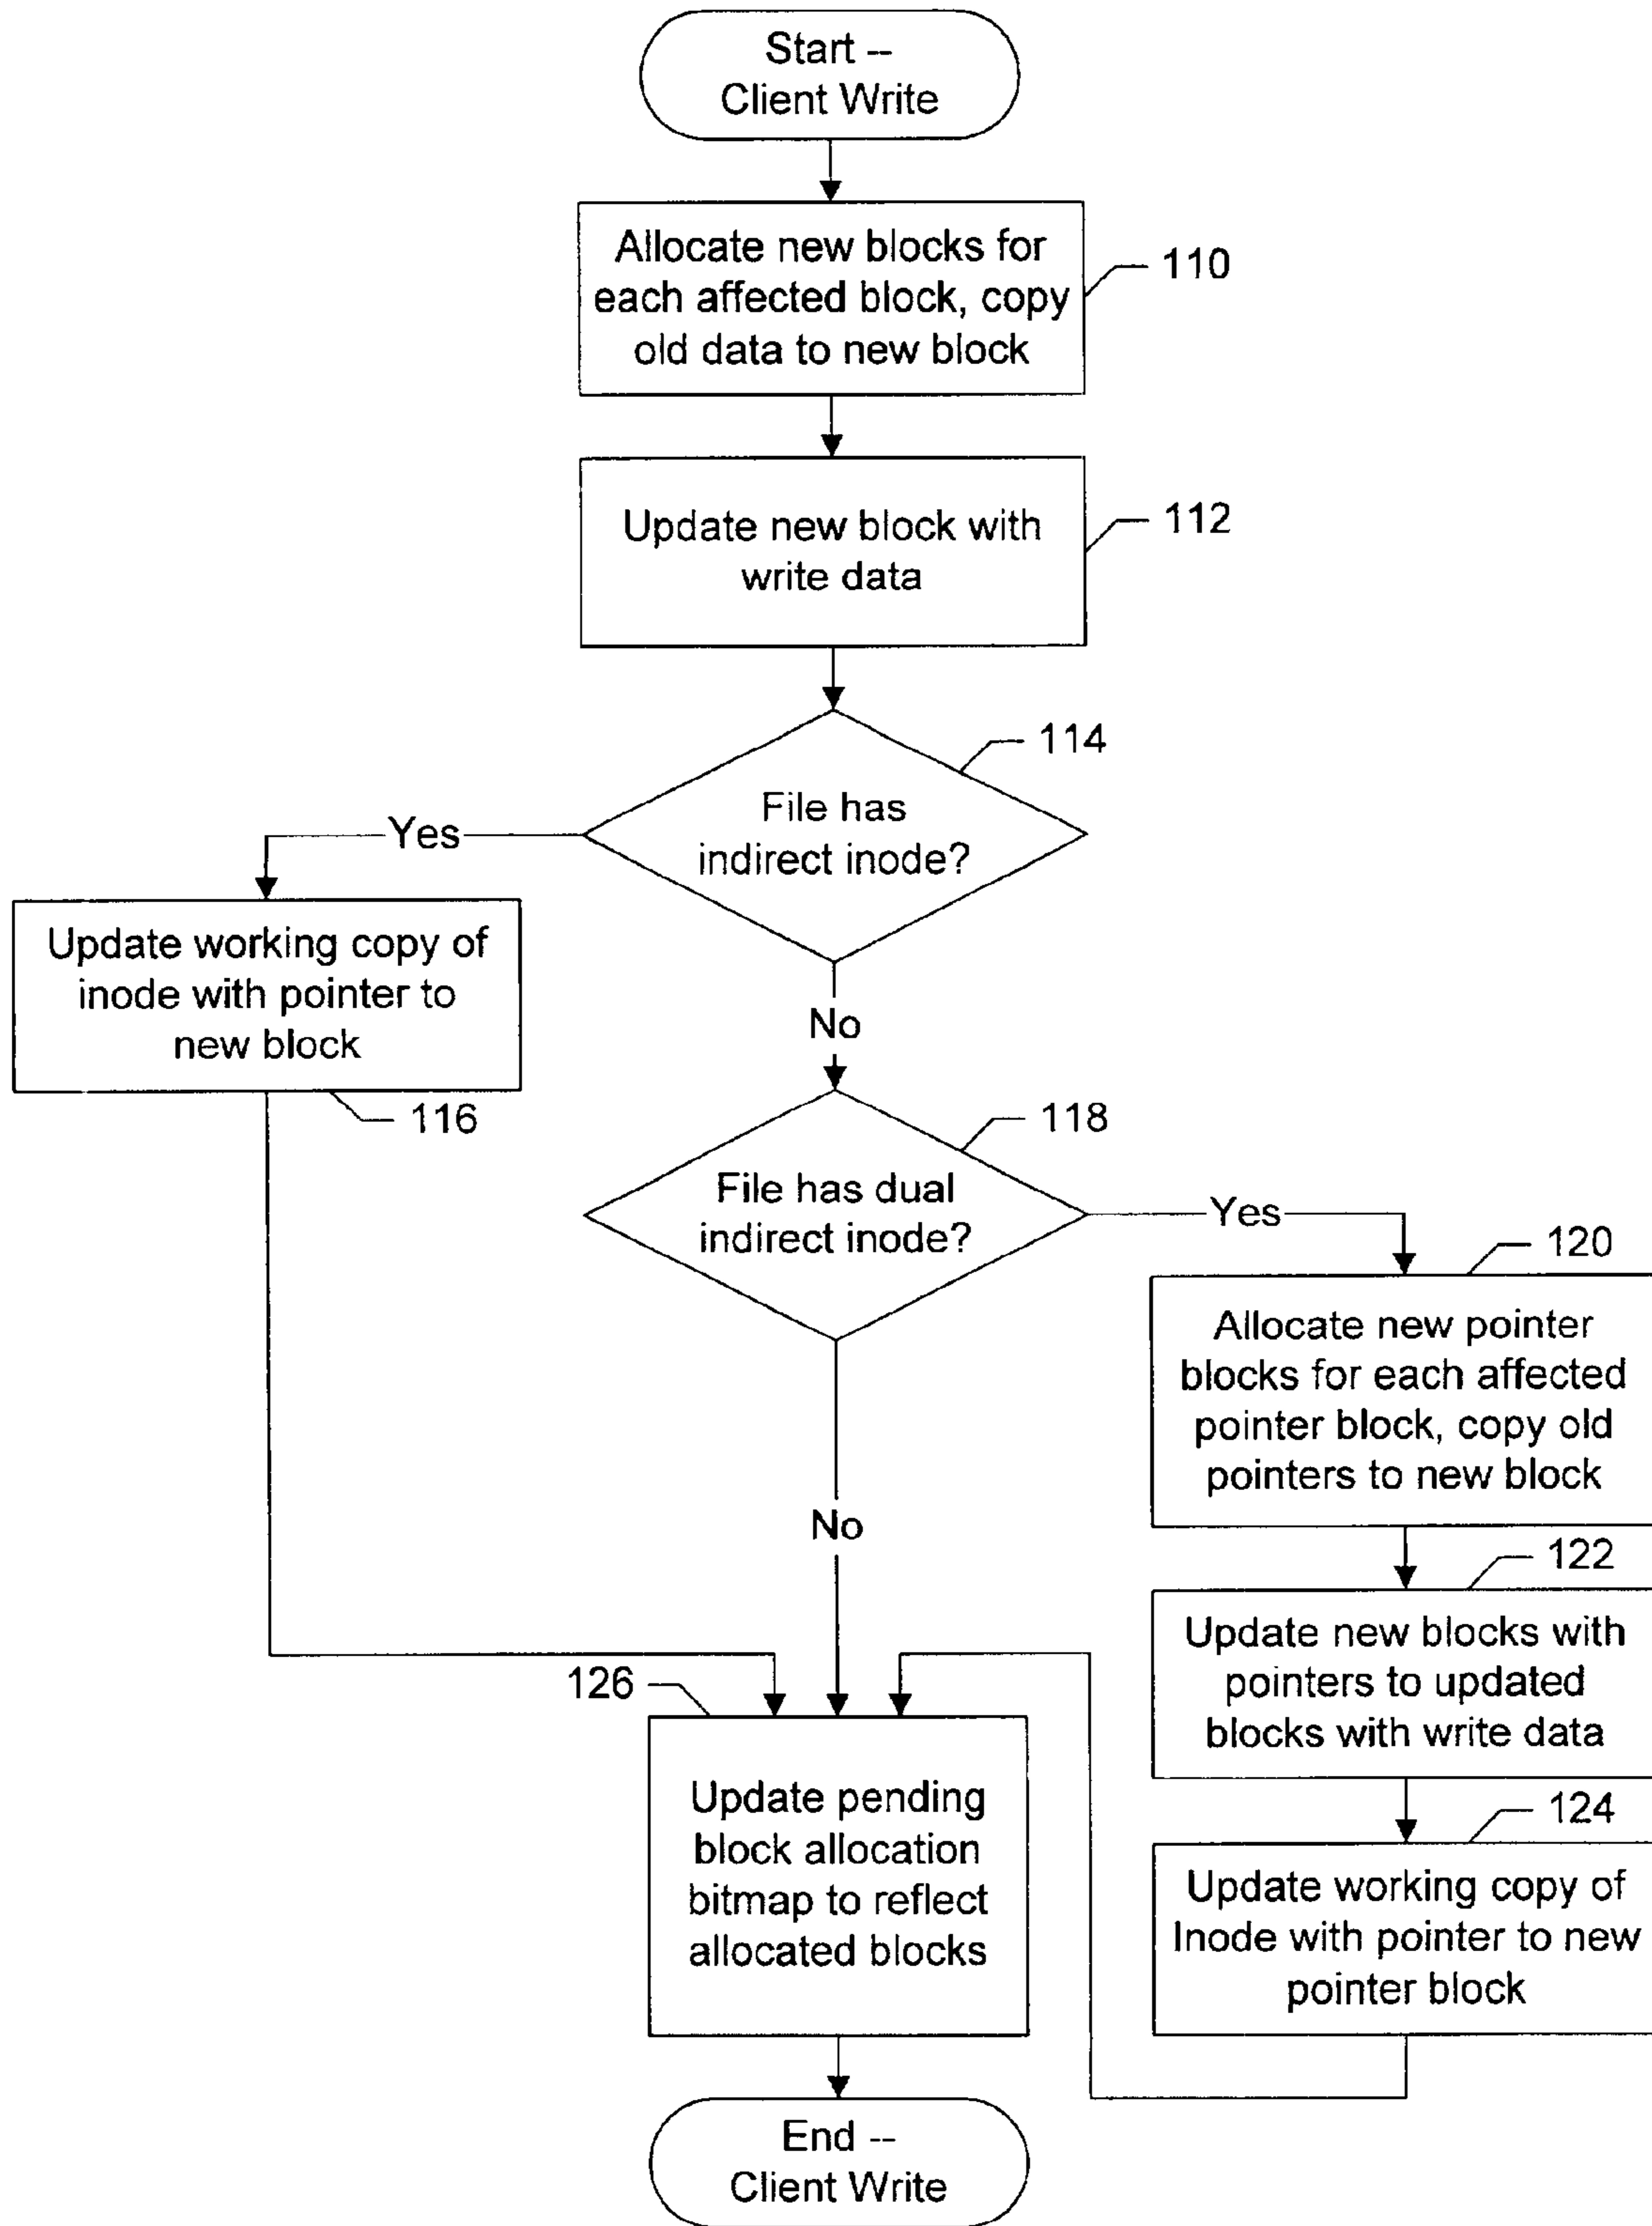 Start --
Client Write
Allocate new blocks for
each affected block, copy
old data to new block
110
Update new block with
write data
112
114
File has
indirect inode?
Yes
Update working copy of
inode with pointer to
new block
116
No
118
File has dual
indirect inode?
Yes
120
Allocate new pointer
blocks for each affected
pointer block, copy old
pointers to new block
No
122
Update new blocks with
pointers to updated
blocks with write data
124
Update working copy of
Inode with pointer to new
pointer block
126
Update pending
block allocation
bitmap to reflect
allocated blocks
End --
Client Write